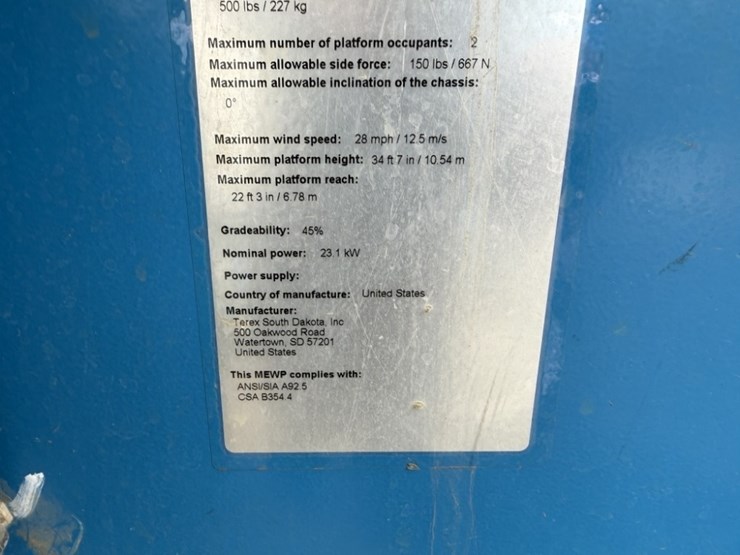 500 lbs / 227 kg
Maximum number of platform occupants: 2
Maximum allowable side force: 150 lbs / 667 N
Maximum allowable inclination of the chassis:
0°
Maximum wind speed: 28 mph / 12.5 m/s
Maximum platform height: 34 ft 7 in / 10.54 m
Maximum platform reach:
22 ft 3 in / 6.78 m
Gradeability: 45%
Nominal power: 23.1 kW
Power supply:
Country of manufacture: United States
Manufacturer:
Terex South Dakota, Inc
500 Oakwood Road
Watertown, SD 57201
United States
This MEWP complies with:
ANSI/SIA A92.5
CSA B354.4